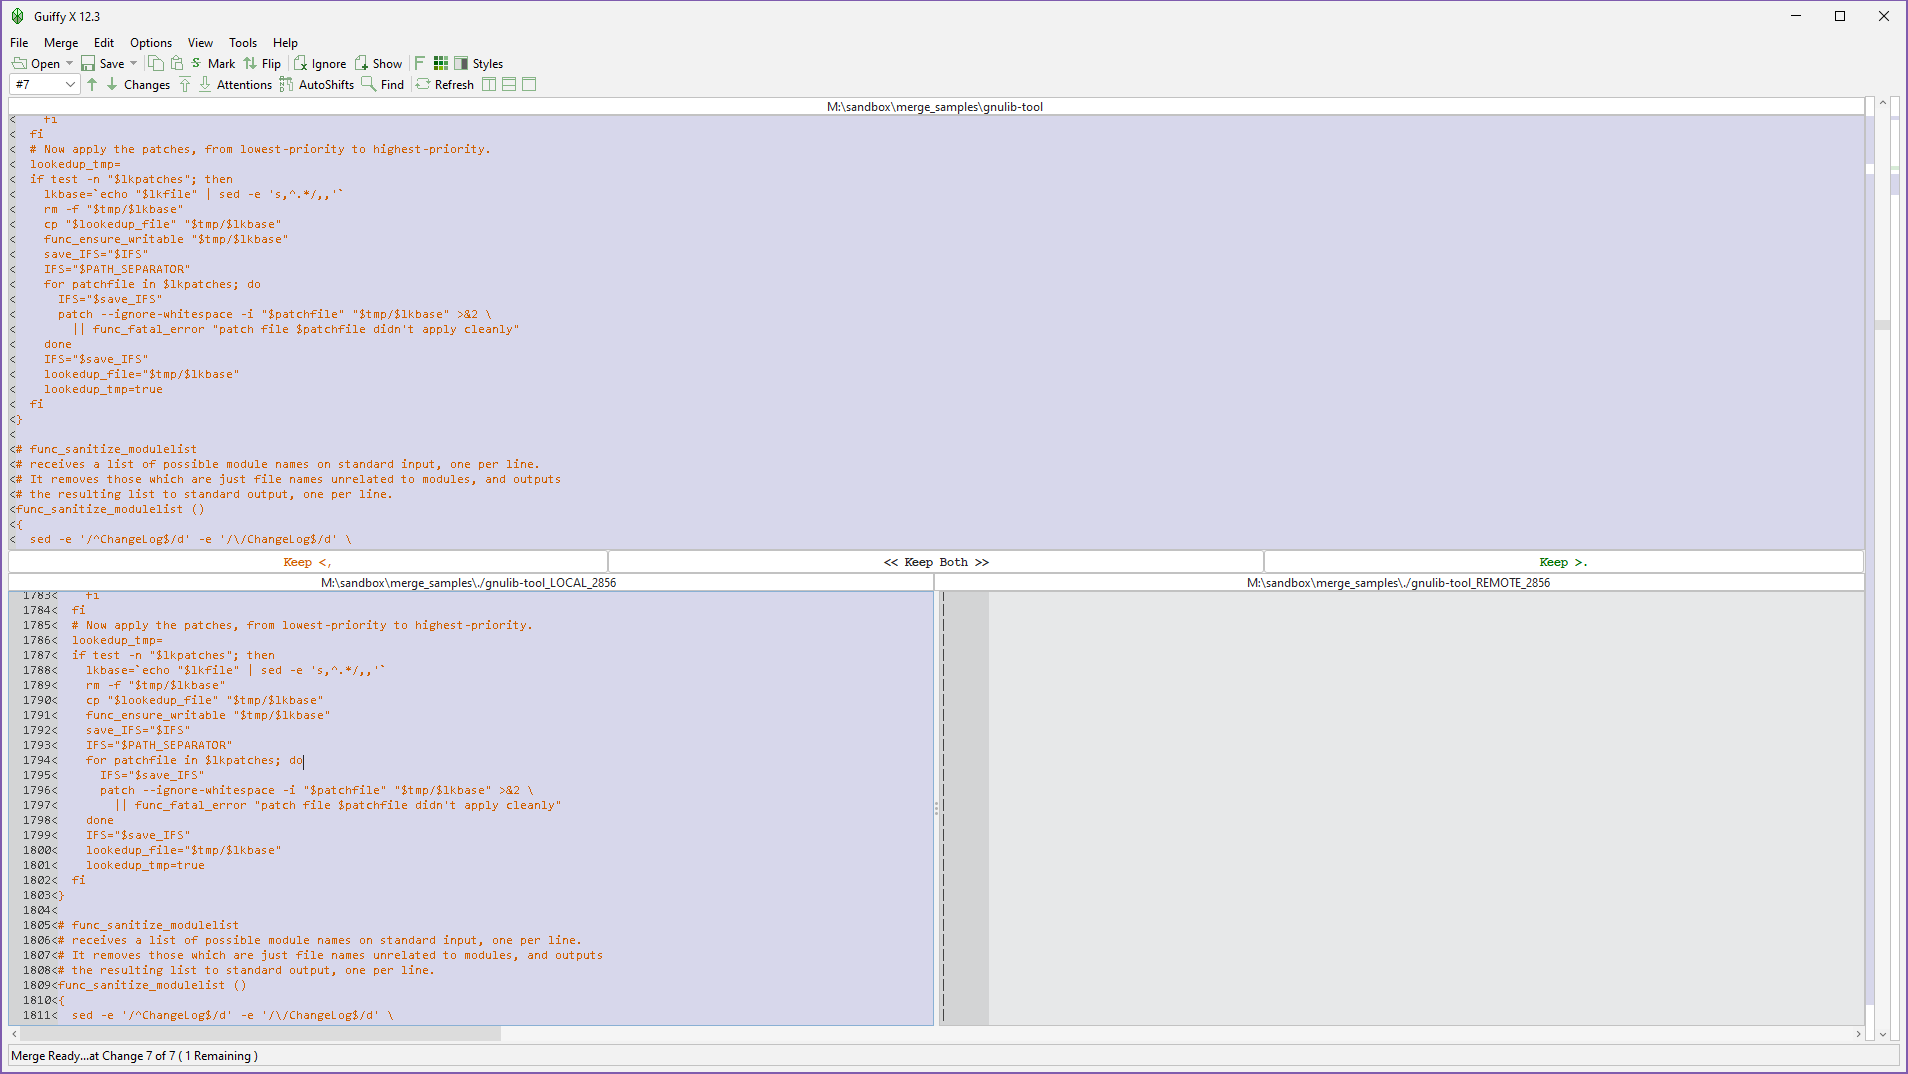 Guiffy X 12.3
File Merge Edit Options View Tools Help
Open Save Mark Flip Ignore Show F Styles
#7 Changes Attentions AutoShifts Find Refresh
M:\sandbox\merge_samples\gnulib-tool
<    fi
<  fi
<  # Now apply the patches, from lowest-priority to highest-priority.
<  lookedup_tmp=
<  if test -n "$lkpatches"; then
<    lkbase=`echo "$lkfile" | sed -e 's,^.*/,,'`
<    rm -f "$tmp/$lkbase"
<    cp "$lookedup_file" "$tmp/$lkbase"
<    func_ensure_writable "$tmp/$lkbase"
<    save_IFS="$IFS"
<    IFS="$PATH_SEPARATOR"
<    for patchfile in $lkpatches; do
<      IFS="$save_IFS"
<      patch --ignore-whitespace -i "$patchfile" "$tmp/$lkbase" >&2 \
<        || func_fatal_error "patch file $patchfile didn't apply cleanly"
<    done
<    IFS="$save_IFS"
<    lookedup_file="$tmp/$lkbase"
<    lookedup_tmp=true
<  fi
<}
<
<# func_sanitize_modulelist
<# receives a list of possible module names on standard input, one per line.
<# It removes those which are just file names unrelated to modules, and outputs
<# the resulting list to standard output, one per line.
<func_sanitize_modulelist ()
<{
<  sed -e '/^ChangeLog$/d' -e '/\/ChangeLog$/d' \
Keep <, << Keep Both >> Keep >.
M:\sandbox\merge_samples\./gnulib-tool_LOCAL_2856 M:\sandbox\merge_samples\./gnulib-tool_REMOTE_2856
1783<    fi
1784<  fi
1785<  # Now apply the patches, from lowest-priority to highest-priority.
1786<  lookedup_tmp=
1787<  if test -n "$lkpatches"; then
1788<    lkbase=`echo "$lkfile" | sed -e 's,^.*/,,'`
1789<    rm -f "$tmp/$lkbase"
1790<    cp "$lookedup_file" "$tmp/$lkbase"
1791<    func_ensure_writable "$tmp/$lkbase"
1792<    save_IFS="$IFS"
1793<    IFS="$PATH_SEPARATOR"
1794<    for patchfile in $lkpatches; do
1795<      IFS="$save_IFS"
1796<      patch --ignore-whitespace -i "$patchfile" "$tmp/$lkbase" >&2 \
1797<        || func_fatal_error "patch file $patchfile didn't apply cleanly"
1798<    done
1799<    IFS="$save_IFS"
1800<    lookedup_file="$tmp/$lkbase"
1801<    lookedup_tmp=true
1802<  fi
1803<}
1804<
1805<# func_sanitize_modulelist
1806<# receives a list of possible module names on standard input, one per line.
1807<# It removes those which are just file names unrelated to modules, and outputs
1808<# the resulting list to standard output, one per line.
1809<func_sanitize_modulelist ()
1810<{
1811<  sed -e '/^ChangeLog$/d' -e '/\/ChangeLog$/d' \
Merge Ready...at Change 7 of 7 ( 1 Remaining )